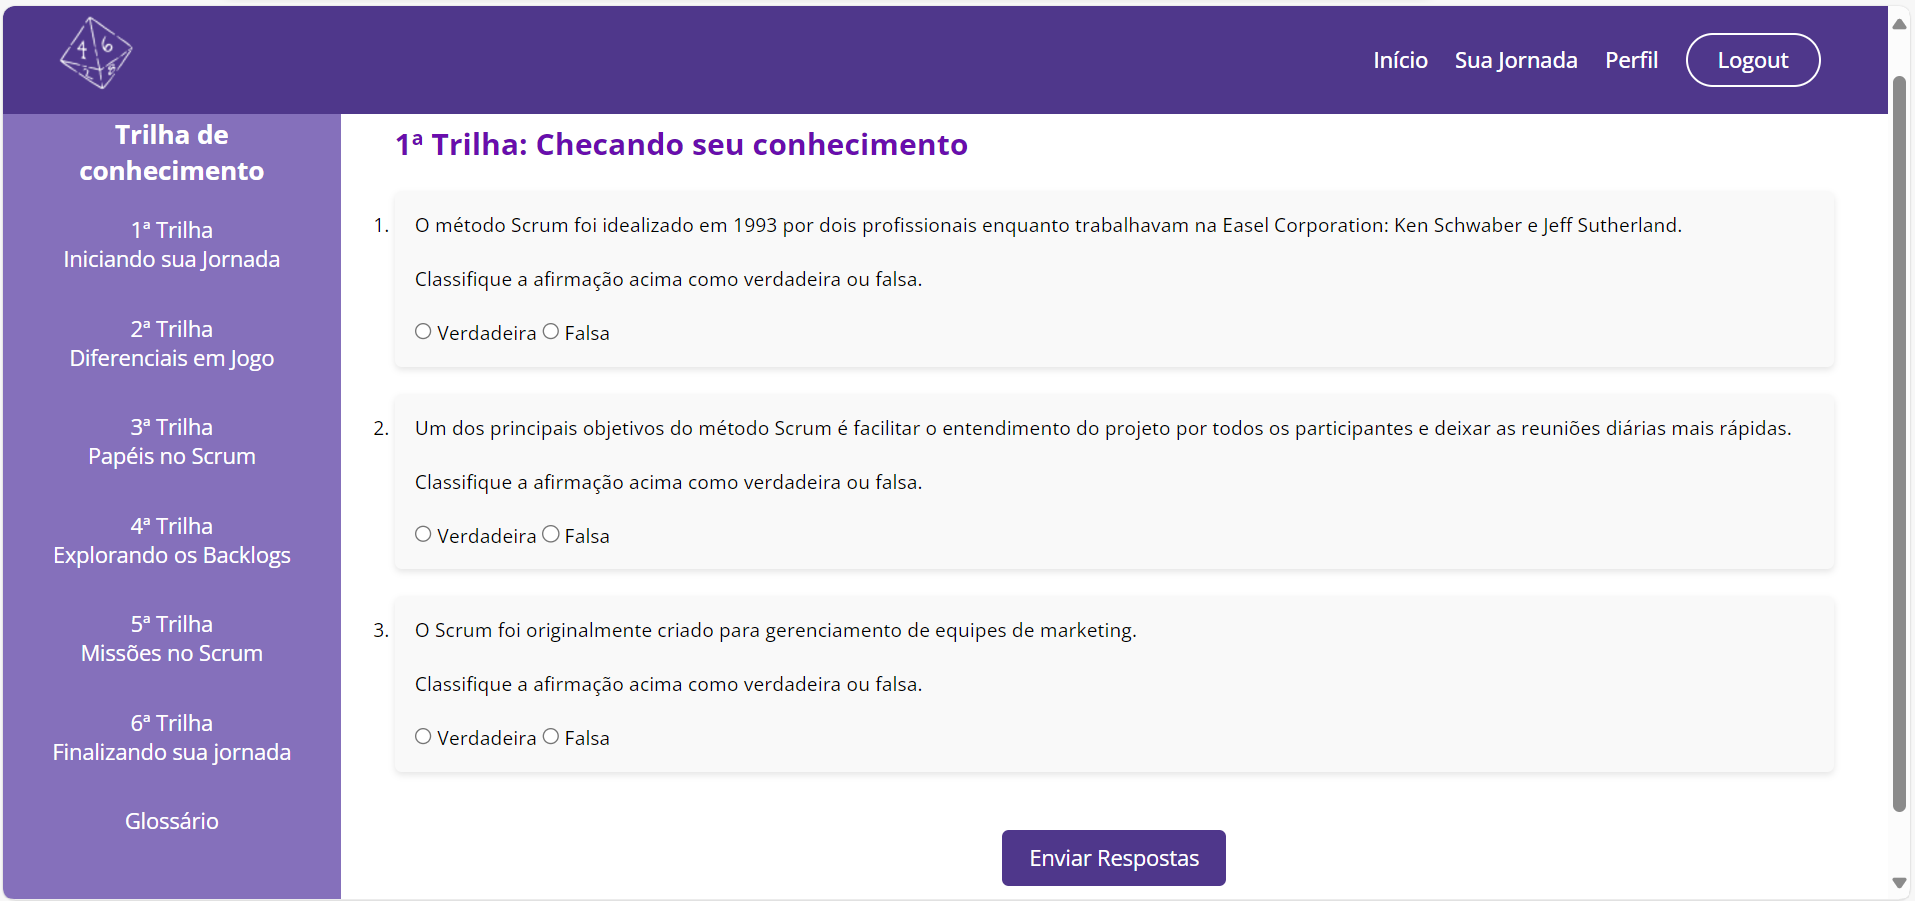 4 6
Início Sua Jornada Perfil Logout
Trilha de
conhecimento
1ª Trilha
Iniciando sua Jornada
2ª Trilha
Diferenciais em Jogo
3ª Trilha
Papéis no Scrum
4ª Trilha
Explorando os Backlogs
5ª Trilha
Missões no Scrum
6ª Trilha
Finalizando sua jornada
Glossário
1ª Trilha: Checando seu conhecimento
1. O método Scrum foi idealizado em 1993 por dois profissionais enquanto trabalhavam na Easel Corporation: Ken Schwaber e Jeff Sutherland.
Classifique a afirmação acima como verdadeira ou falsa.
Verdadeira Falsa
2. Um dos principais objetivos do método Scrum é facilitar o entendimento do projeto por todos os participantes e deixar as reuniões diárias mais rápidas.
Classifique a afirmação acima como verdadeira ou falsa.
Verdadeira Falsa
3. O Scrum foi originalmente criado para gerenciamento de equipes de marketing.
Classifique a afirmação acima como verdadeira ou falsa.
Verdadeira Falsa
Enviar Respostas